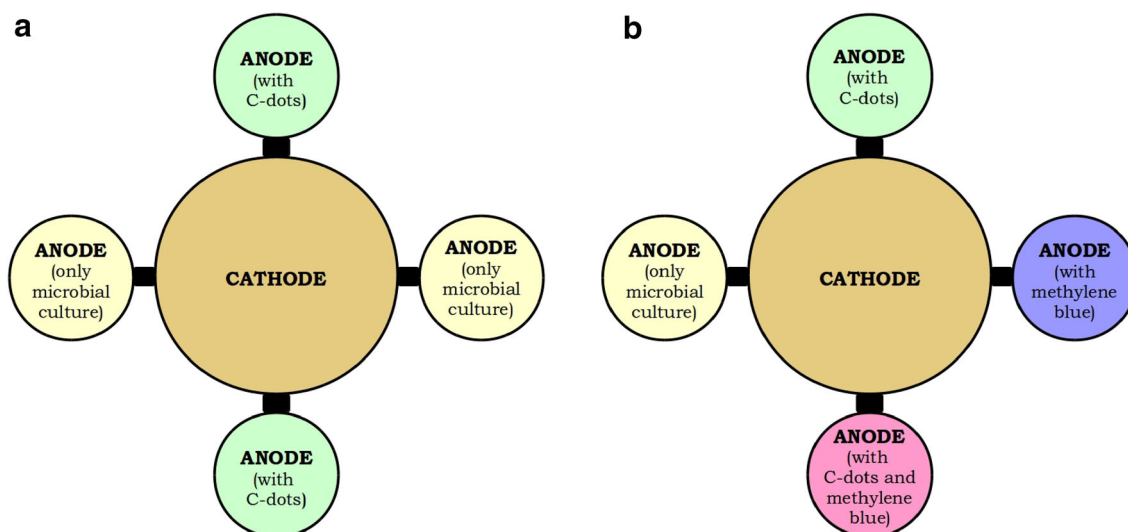 a
ANODE
(with
C-dots)
ANODE
(only
microbial
culture)
CATHODE
ANODE
(only
microbial
culture)
ANODE
(with
C-dots)
b
ANODE
(with
C-dots)
ANODE
(only
microbial
culture)
CATHODE
ANODE
(with
methylene
blue)
ANODE
(with
C-dots and
methylene
blue)